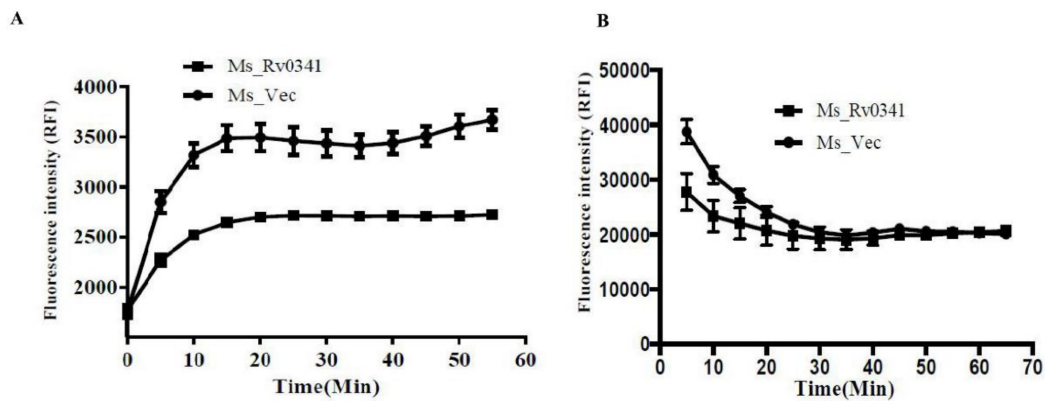 A
Ms_Rv0341
Ms_Vec
Fluorescence intensity (RFI)
4000
3500
3000
2500
2000
0 10 20 30 40 50 60
Time(Min)
B
Ms_Rv0341
Ms_Vec
Fluorescence intensity (RFI)
50000
40000
30000
20000
10000
0
0 10 20 30 40 50 60 70
Time(Min)